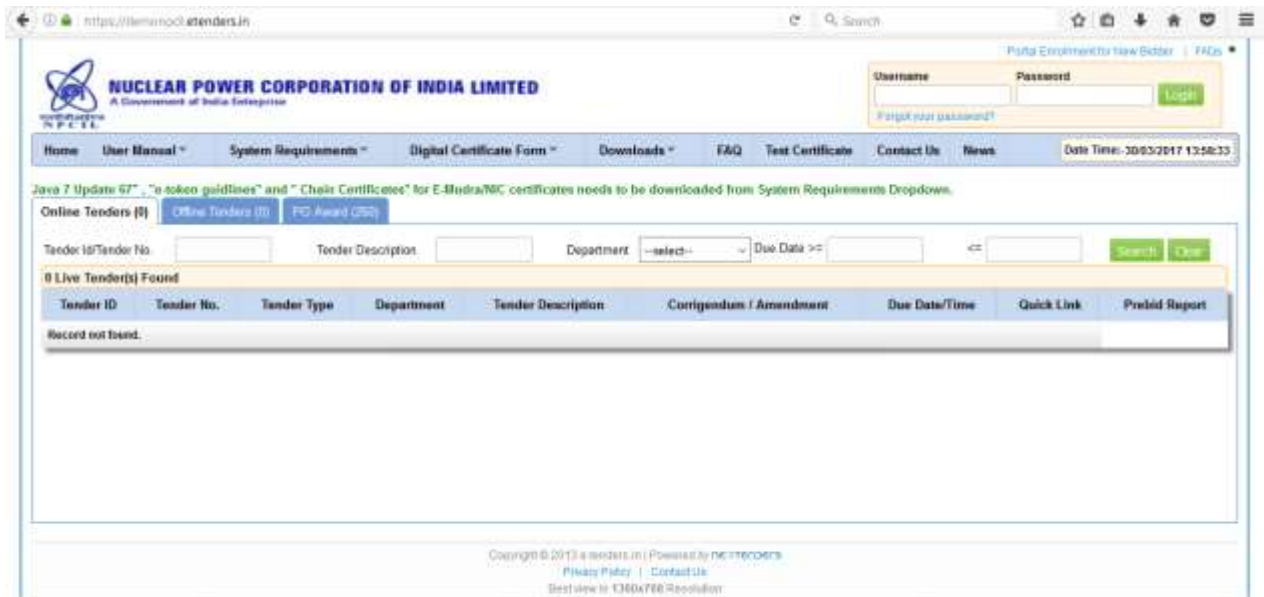 etenders.in
Search
Portal Enrolment for New Bidder | FAQs
NUCLEAR POWER CORPORATION OF INDIA LIMITED
A Government of India Enterprise
NPCIL
Username Password
Login
Forgot your password?
Home User Manual System Requirements Digital Certificate Form Downloads FAQ Test Certificate Contact Us News Date Time:- 30/03/2017 13:58:33
Java 7 Update 67" , "e-token guidlines" and " Chain Certificates" for E-Mudra/NIC certificates needs to be downloaded from System Requirements Dropdown.
Online Tenders (0) Offline Tenders (0) PO Award
Tender Id/Tender No. Tender Description Department --select-- Due Date >= <= Search Clear
0 Live Tender(s) Found
Tender ID Tender No. Tender Type Department Tender Description Corrigendum / Amendment Due Date/Time Quick Link Prebid Report
Record not found.
Copyright © 2013 e-tenders.in | Powered by
Privacy Policy | Contact Us
Best view in 1360x768 Resolution